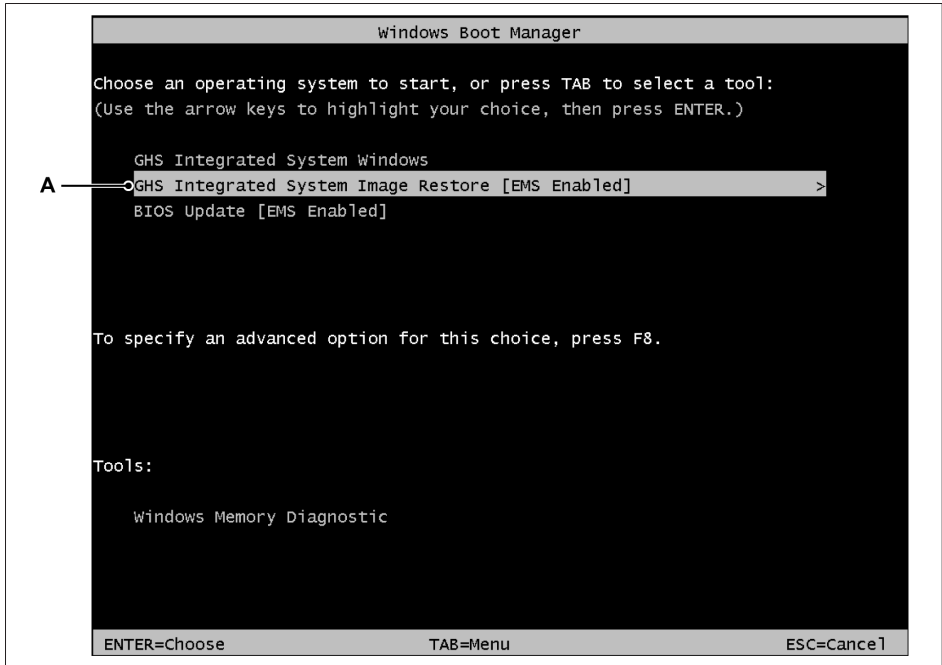 Windows Boot Manager
Choose an operating system to start, or press TAB to select a tool:
(Use the arrow keys to highlight your choice, then press ENTER.)
GHS Integrated System Windows
A
GHS Integrated System Image Restore [EMS Enabled] >
BIOS Update [EMS Enabled]
To specify an advanced option for this choice, press F8.
Tools:
Windows Memory Diagnostic
ENTER=Choose TAB=Menu ESC=Cancel